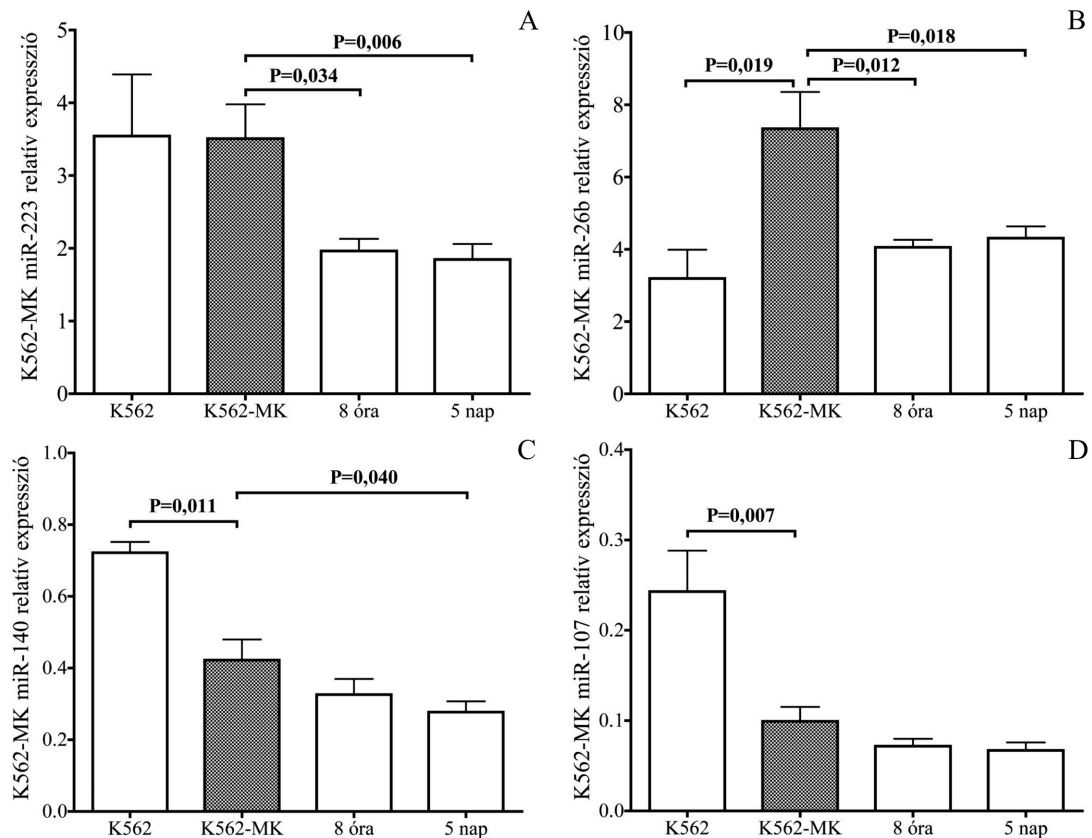 A
K562-MK miR-223 relatív expresszió
5
4
3
2
1
0
P=0,006
P=0,034
K562
K562-MK
8 óra
5 nap
B
K562-MK miR-26b relatív expresszió
10
8
6
4
2
0
P=0,018
P=0,019
P=0,012
K562
K562-MK
8 óra
5 nap
C
K562-MK miR-140 relatív expresszió
1.0
0.8
0.6
0.4
0.2
0.0
P=0,040
P=0,011
K562
K562-MK
8 óra
5 nap
D
K562-MK miR-107 relatív expresszió
0.4
0.3
0.2
0.1
0.0
P=0,007
K562
K562-MK
8 óra
5 nap